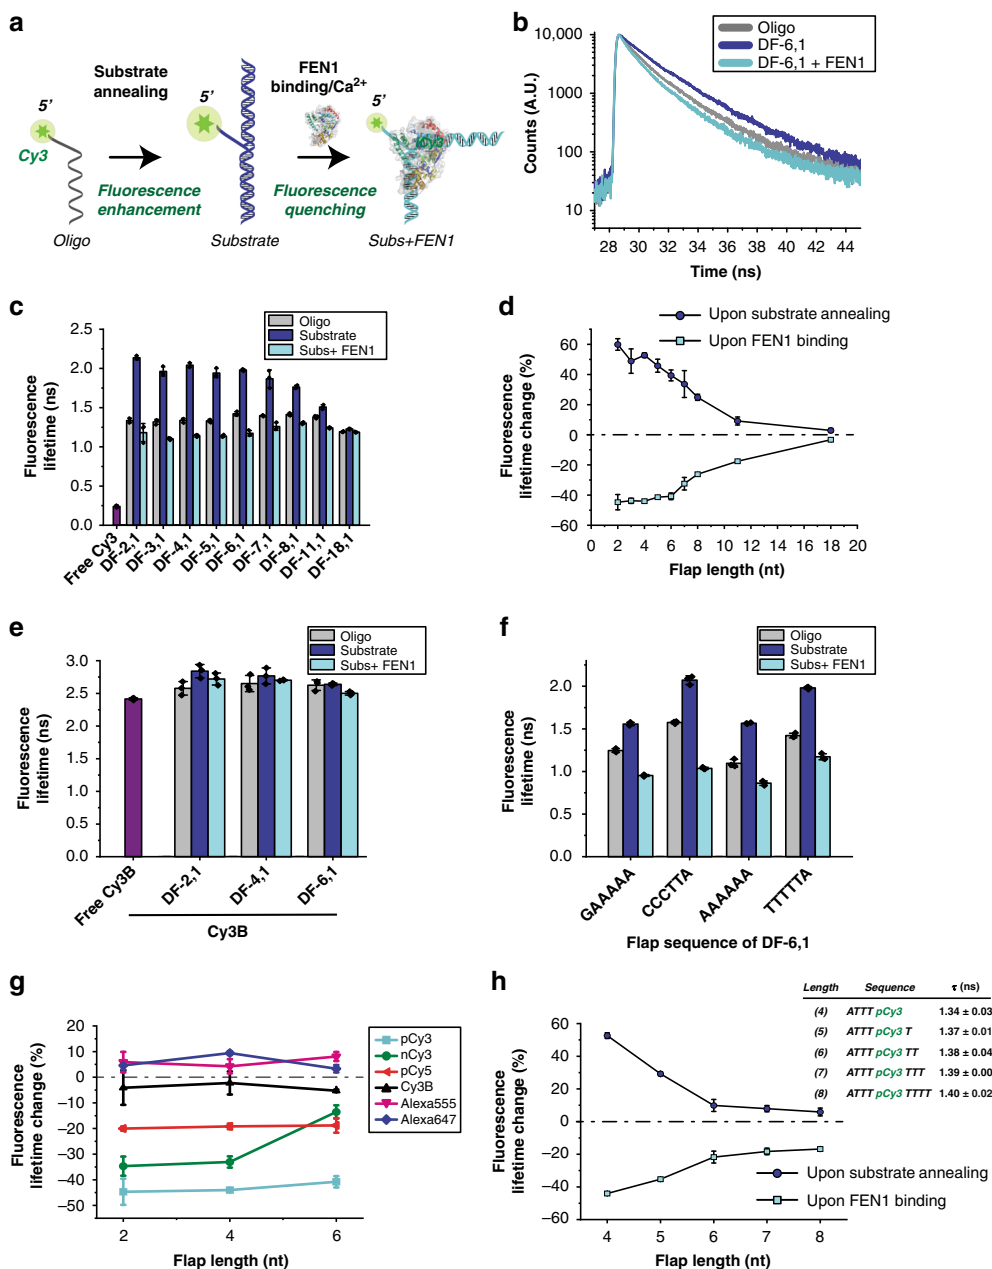 a
Substrate
annealing
FEN1
binding/Ca²⁺
5'
5'
5'
Cy3
Cy3
Fluorescence
enhancement
Fluorescence
quenching
Oligo
Substrate
Subs+FEN1
b
Oligo
DF-6,1
DF-6,1 + FEN1
Counts (A.U.)
10,000
1000
100
10
28 30 32 34 36 38 40 42 44
Time (ns)
c
Oligo
Substrate
Subs+ FEN1
Fluorescence
lifetime (ns)
2.5
2.0
1.5
1.0
0.5
0.0
Free Cy3
DF-2,1
DF-3,1
DF-4,1
DF-5,1
DF-6,1
DF-7,1
DF-8,1
DF-11,1
DF-18,1
d
Upon substrate annealing
Upon FEN1 binding
Fluorescence
lifetime change (%)
60
40
20
0
−20
−40
−60
0 2 4 6 8 10 12 14 16 18 20
Flap length (nt)
e
Oligo
Substrate
Subs+ FEN1
Fluorescence
lifetime (ns)
3.0
2.5
2.0
1.5
1.0
0.5
0.0
Free Cy3B
DF-2,1
DF-4,1
DF-6,1
Cy3B
f
Oligo
Substrate
Subs+ FEN1
Fluorescence
lifetime (ns)
2.0
1.5
1.0
0.5
0.0
GAAAAA
CCCTTA
AAAAAA
TTTTTA
Flap sequence of DF-6,1
g
pCy3
nCy3
pCy5
Cy3B
Alexa555
Alexa647
Fluorescence
lifetime change (%)
20
10
0
−10
−20
−30
−40
−50
2 4 6
Flap length (nt)
h
Length Sequence τ (ns)
(4) ATTT pCy3 1.34 ± 0.03
(5) ATTT pCy3 T 1.37 ± 0.01
(6) ATTT pCy3 TT 1.38 ± 0.04
(7) ATTT pCy3 TTT 1.39 ± 0.00
(8) ATTT pCy3 TTTT 1.40 ± 0.02
Fluorescence
lifetime change (%)
60
40
20
0
−20
−40
−60
Upon substrate annealing
Upon FEN1 binding
4 5 6 7 8
Flap length (nt)